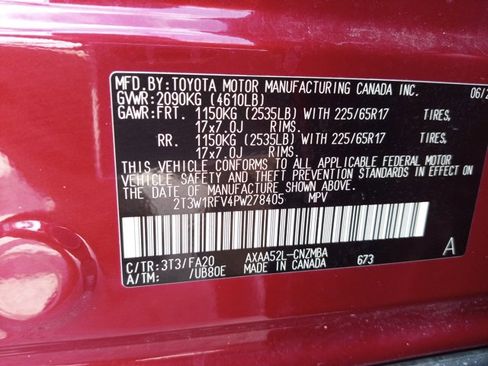 MFD.BY:TOYOTA MOTOR MANUFACTURING CANADA INC. 06/2
GVWR:2090KG (4610LB)
GAWR:FRT. 1150KG (2535LB) WITH 225/65R17 TIRES,
17x7.0J RIMS.
RR. 1150KG (2535LB) WITH 225/65R17 TIRES,
17x7.0J RIMS.
THIS VEHICLE CONFORMS TO ALL APPLICABLE FEDERAL MOTOR
VEHICLE SAFETY AND THEFT PREVENTION STANDARDS IN EFFECT
ON THE DATE OF MANUFACTURE SHOWN ABOVE.
2T3W1RFV4PW278405 MPV
C/TR:3T3/FA20 AXAA52L-CNZMBA A
A/TM: /UB80E MADE IN CANADA 673